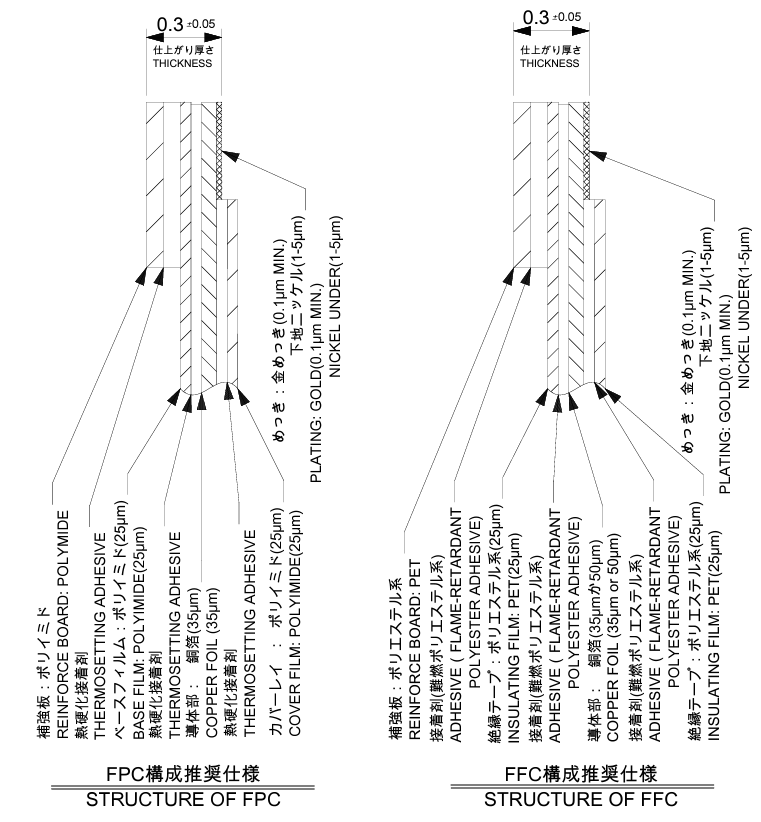 0.3 ±0.05
仕上がり厚さ
THICKNESS
補強板：ポリイミド
REINFORCE BOARD: POLYMIDE
熱硬化接着剤
THERMOSETTING ADHESIVE
ベースフィルム：ポリイミド(25μm)
BASE FILM: POLYIMIDE(25μm)
熱硬化接着剤
THERMOSETTING ADHESIVE
導体部： 銅箔(35μm)
COPPER FOIL (35μm)
熱硬化接着剤
THERMOSETTING ADHESIVE
カバーレイ ： ポリイミド(25μm)
COVER FILM: POLYIMIDE(25μm)
めっき：金めっき(0.1μm MIN.)
下地ニッケル(1-5μm)
PLATING: GOLD(0.1μm MIN.)
NICKEL UNDER(1-5μm)
FPC構成推奨仕様
STRUCTURE OF FPC
0.3 ±0.05
仕上がり厚さ
THICKNESS
補強板：ポリエステル系
REINFORCE BOARD: PET
接着剤(難燃ポリエステル系)
ADHESIVE ( FLAME-RETARDANT
POLYESTER ADHESIVE)
絶縁テープ：ポリエステル系(25μm)
INSULATING FILM: PET(25μm)
接着剤(難燃ポリエステル系)
ADHESIVE ( FLAME-RETARDANT
POLYESTER ADHESIVE)
導体部： 銅箔(35μmか50μm)
COPPER FOIL (35μm or 50μm)
接着剤(難燃ポリエステル系)
ADHESIVE ( FLAME-RETARDANT
POLYESTER ADHESIVE)
絶縁テープ：ポリエステル系(25μm)
INSULATING FILM: PET(25μm)
めっき：金めっき(0.1μm MIN.)
下地ニッケル(1-5μm)
PLATING: GOLD(0.1μm MIN.)
NICKEL UNDER(1-5μm)
FFC構成推奨仕様
STRUCTURE OF FFC